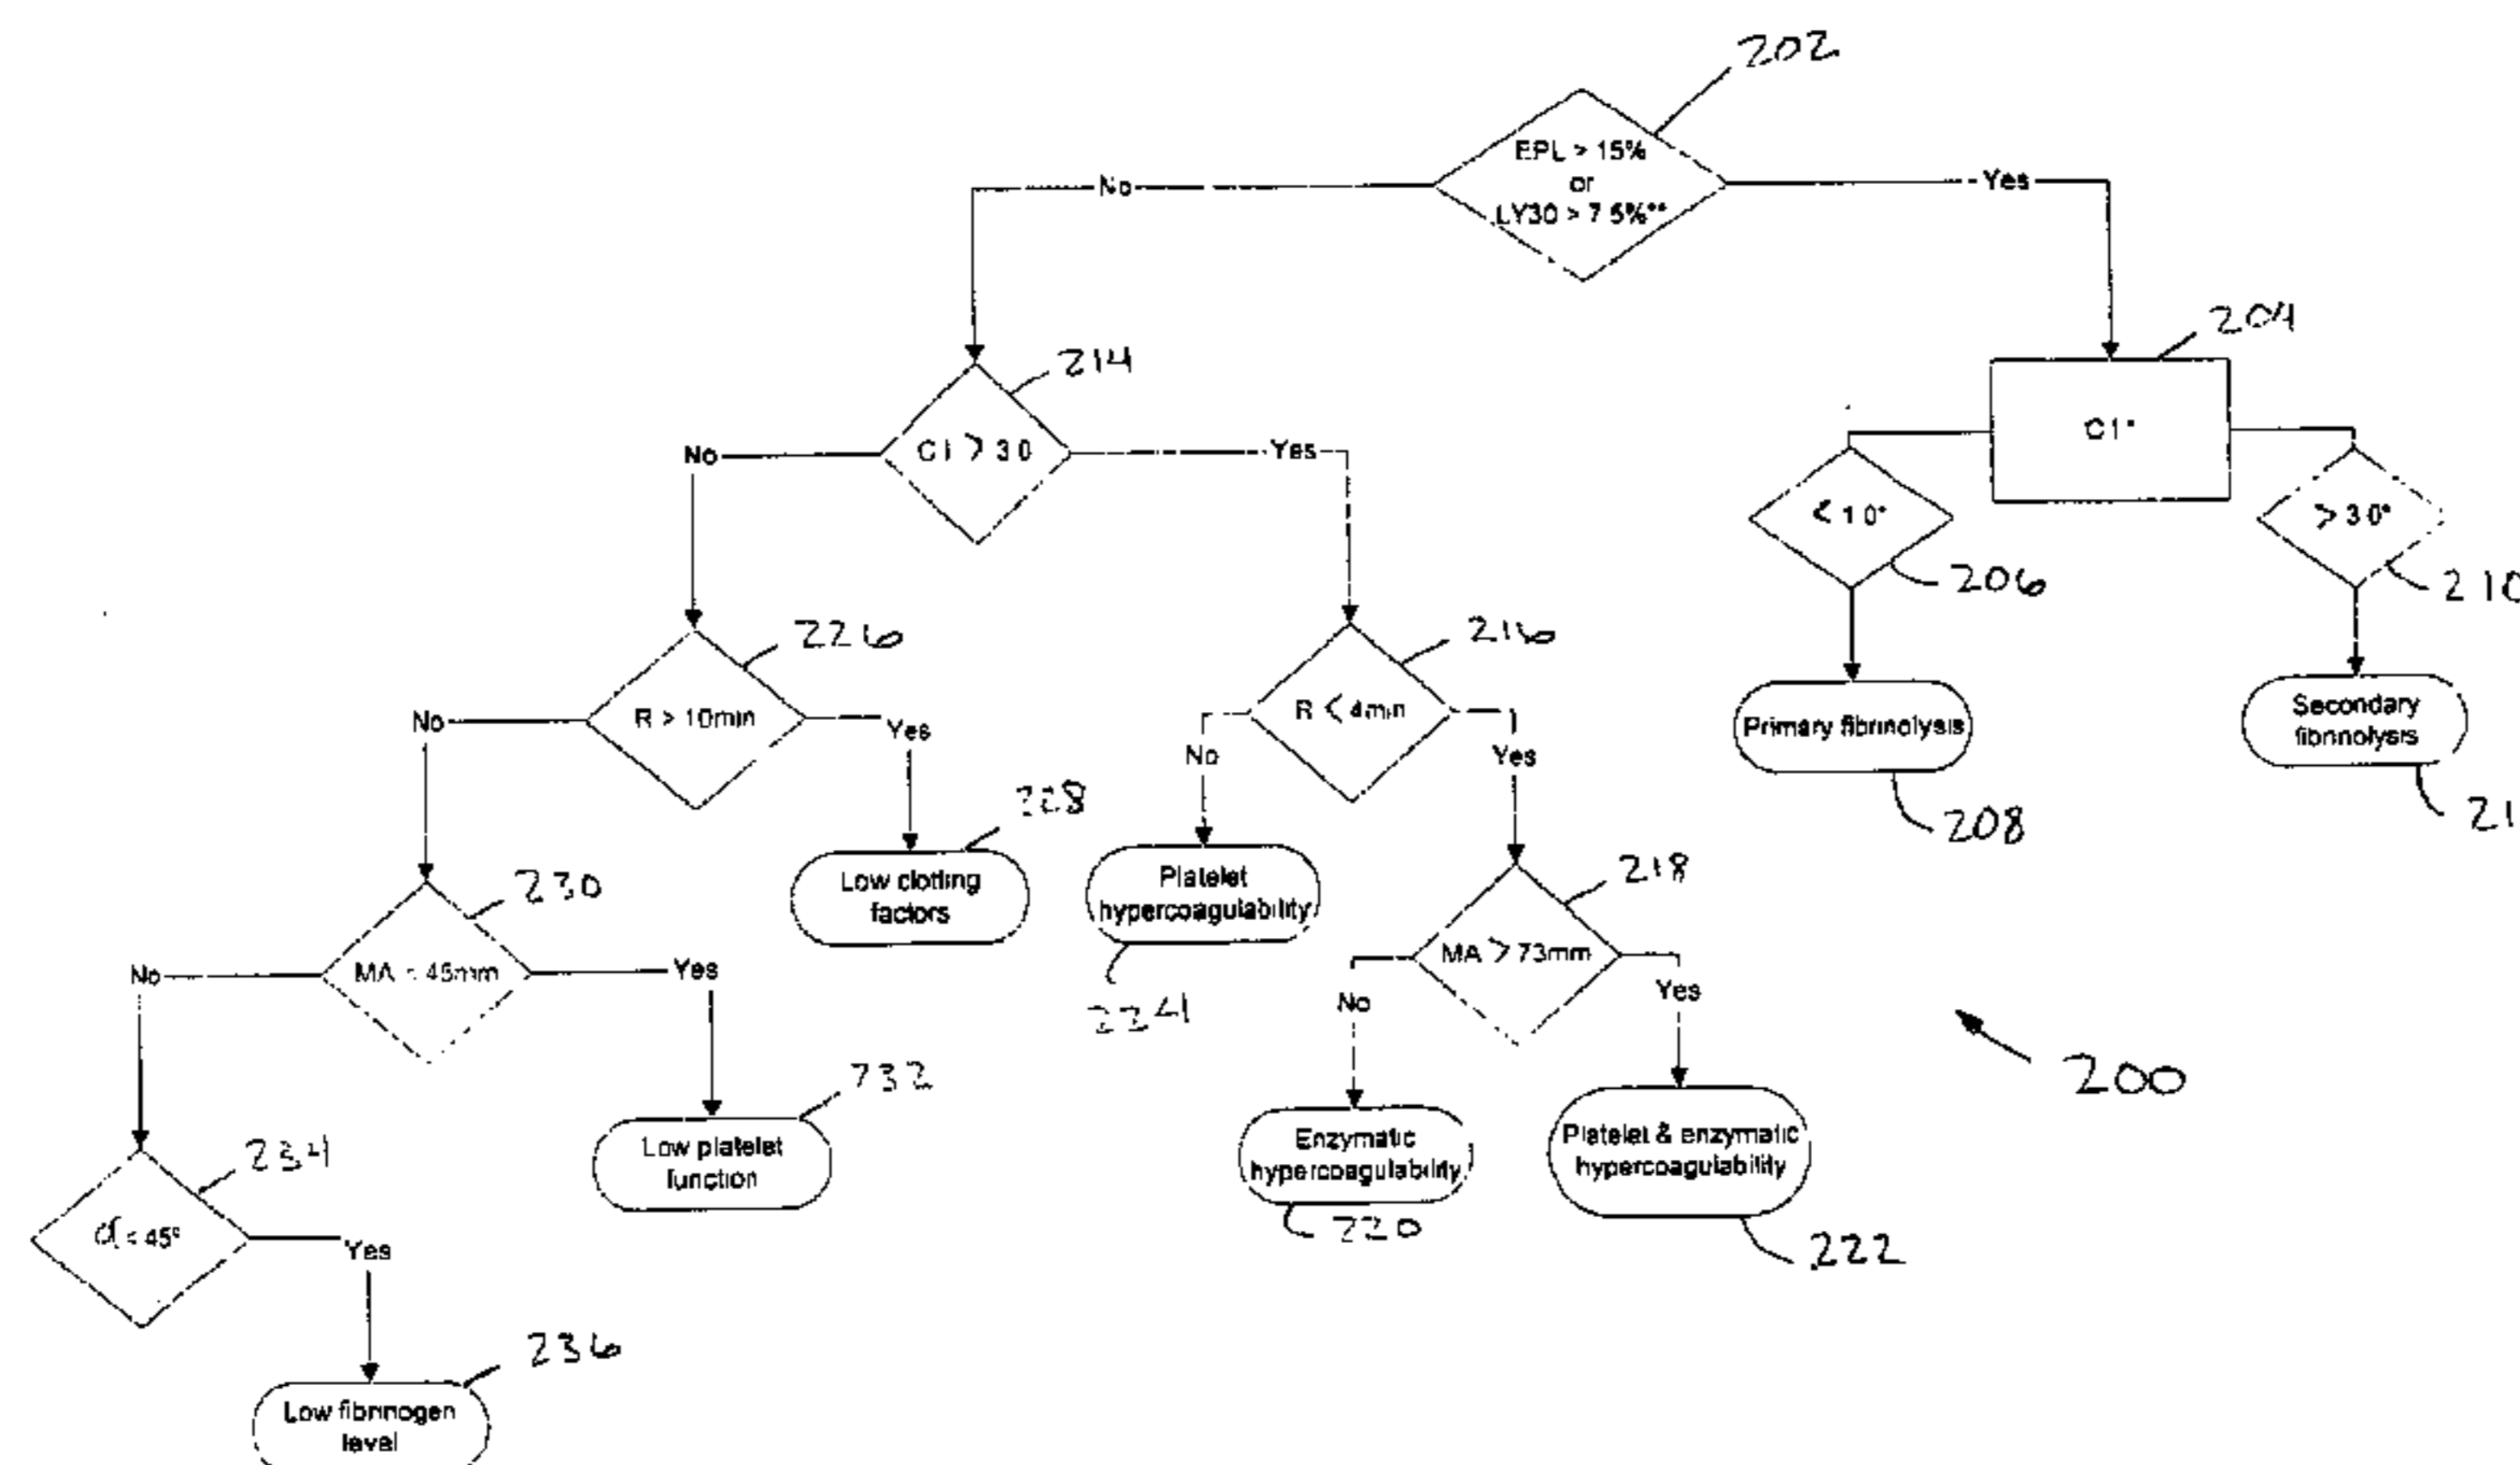 202
EPL > 15%
or
LY30 > 7.5%**
No
Yes
204
214
CI*
CI > 3.0
No
Yes
< 1.0*
> 3.0*
206
210
226
216
R > 10min
R < 4min
No
Yes
No
Yes
Primary fibrinolysis
Secondary
fibrinolysis
208
21
228
Low clotting
factors
Platelet
hypercoagulability
224
218
MA > 73mm
No
Yes
230
MA < 45mm
No
Yes
200
232
Low platelet
function
Enzymatic
hypercoagulability
220
Platelet & enzymatic
hypercoagulability
222
234
α < 45°
Yes
236
Low fibrinogen
level